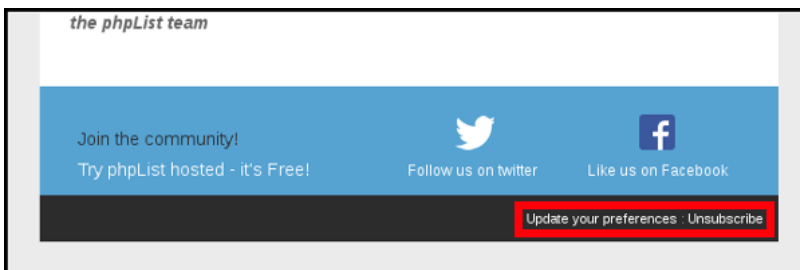 the phpList team
Join the community!
Try phpList hosted - it's Free!
Follow us on twitter
Like us on Facebook
Update your preferences : Unsubscribe